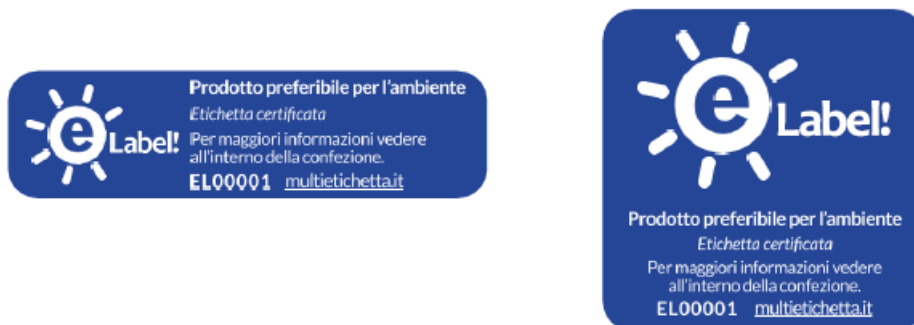 e Label!
Prodotto preferibile per l'ambiente
Etichetta certificata
Per maggiori informazioni vedere
all'interno della confezione.
EL00001 multietichetta.it
e Label!
Prodotto preferibile per l'ambiente
Etichetta certificata
Per maggiori informazioni vedere
all'interno della confezione.
EL00001 multietichetta.it